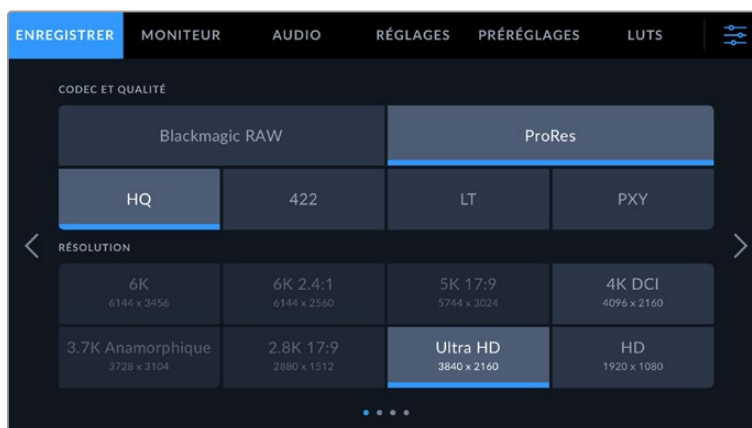 ENREGISTRER MONITEUR AUDIO RÉGLAGES PRÉRÉGLAGES LUTS
CODEC ET QUALITÉ
Blackmagic RAW ProRes
HQ 422 LT PXY
RÉSOLUTION
6K 6K 2.4:1 5K 17:9 4K DCI
6144 x 3456 6144 x 2560 5744 x 3024 4096 x 2160
3.7K Anamorphique 2.8K 17:9 Ultra HD HD
3728 x 3104 2880 x 1512 3840 x 2160 1920 x 1080